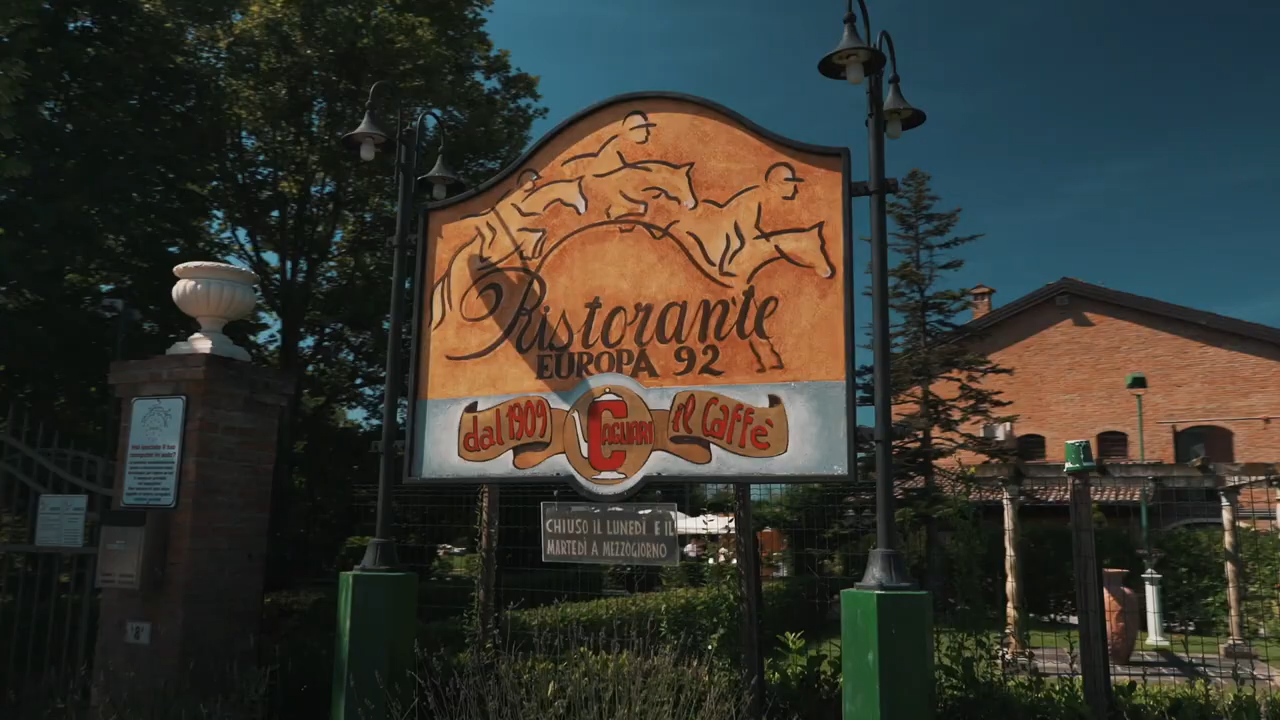 Ristorante
EUROPA 92
dal 1909
CAGLIARI
il Caffè
CHIUSO IL LUNEDÌ E IL
MARTEDÌ A MEZZOGIORNO